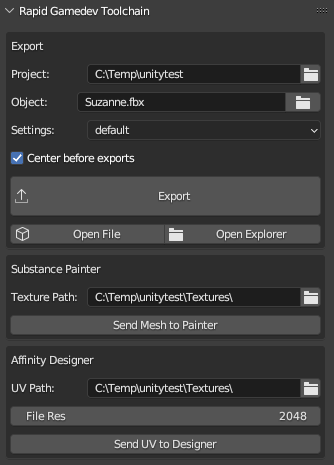 Rapid Gamedev Toolchain
Export
Project: C:\Temp\unitytest
Object: Suzanne.fbx
Settings: default
Center before exports
Export
Open File Open Explorer
Substance Painter
Texture Path: C:\Temp\unitytest\Textures\
Send Mesh to Painter
Affinity Designer
UV Path: C:\Temp\unitytest\Textures\
File Res 2048
Send UV to Designer